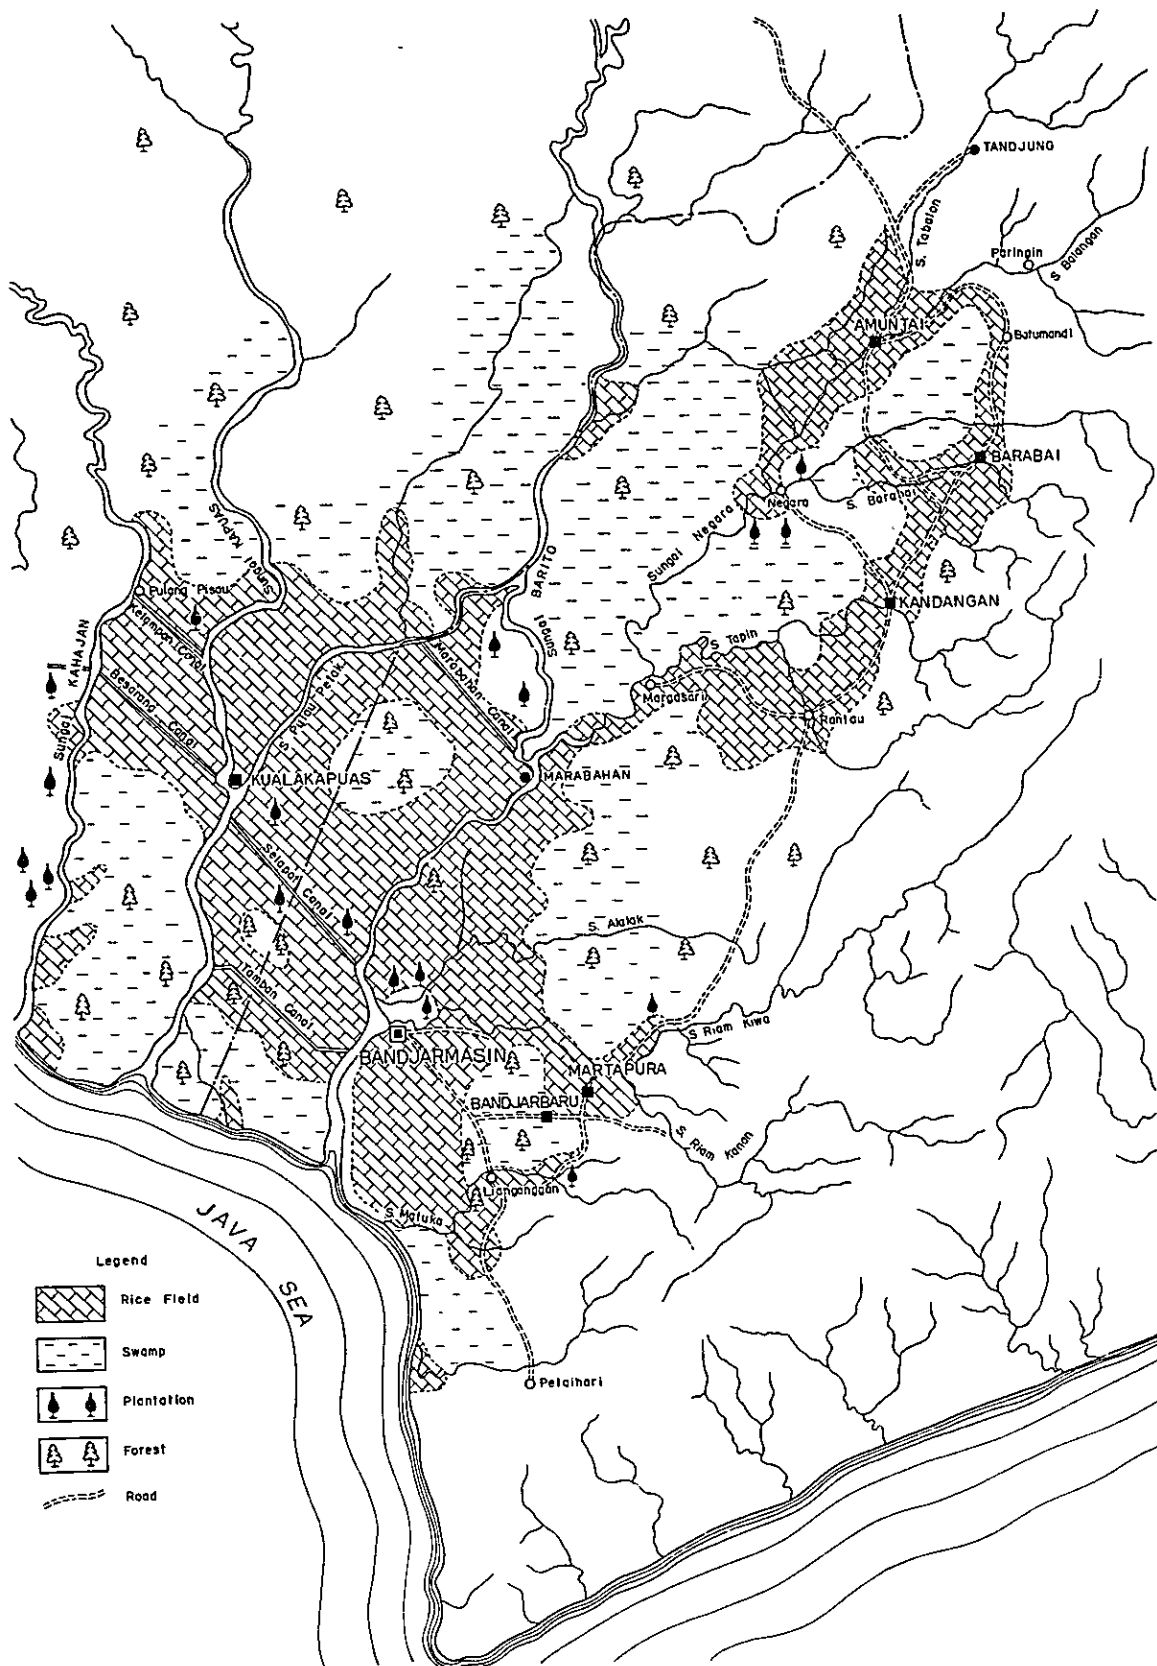 TANDJUNG
S. Tabalon
Paringin
S Balangan
AMUNTAI
Batumandi
BARABAI
S. Barabai
Negara
Sungai Negara
KANDANGAN
Sungai KAPUAS
Sungai BARITO
Pulang Pisau
Kelampan Canal
Besarang Canal
Sungai KAHAJAN
S. Pulau Petak
Marabahan Canal
S Tapin
Margasari
Rantau
KUALAKAPUAS
MARABAHAN
Selapat Canal
S. Alalak
Tamban Canal
S. Riam Kiwa
BANDJARMASIN
MARTAPURA
BANDJARBARU
S. Riam Kanan
Lianganggan
S. Maluka
JAVA SEA
Pelaihari
Legend
Rice Field
Swamp
Plantation
Forest
Road